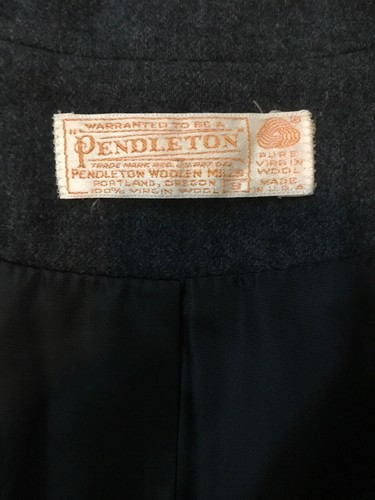 "WARRANTED TO BE A
"PENDLETON"
TRADE MARK REG. U.S. PAT. OFF.
PENDLETON WOOLEN MILLS
PORTLAND, OREGON
100% VIRGIN WOOL
PURE
VIRGIN
WOOL
MADE
IN U.S.A.